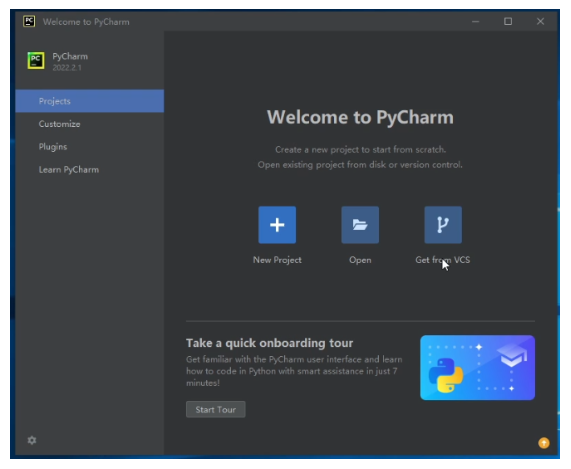 PC Welcome to PyCharm
PC PyCharm
2022.2.1
Projects
Customize
Plugins
Learn PyCharm
Welcome to PyCharm
Create a new project to start from scratch.
Open existing project from disk or version control.
New Project Open Get from VCS
Take a quick onboarding tour
Get familiar with the PyCharm user interface and learn
how to code in Python with smart assistance in just 7
minutes!
Start Tour